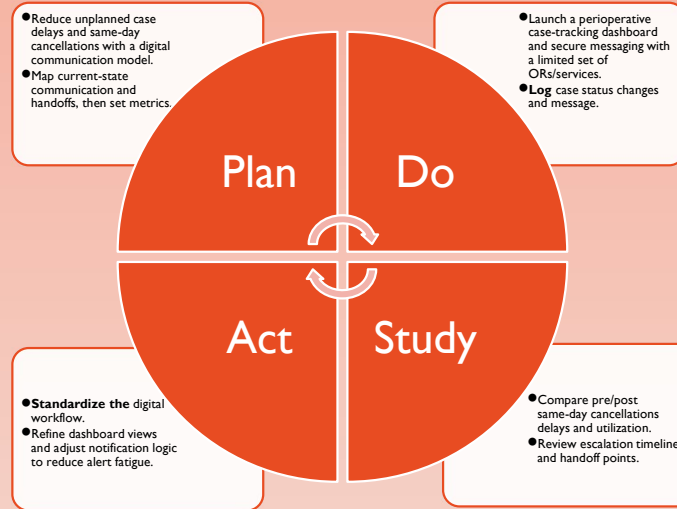 ●Reduce unplanned case
delays and same-day
cancellations with a digital
communication model.
●Map current-state
communication and
handoffs, then set metrics.
●Launch a perioperative
case-tracking dashboard
and secure messaging with
a limited set of
ORs/services.
●Log case status changes
and message.
Plan
Do
Act
Study
●Standardize the digital
workflow.
●Refine dashboard views
and adjust notification logic
to reduce alert fatigue.
●Compare pre/post
same-day cancellations
delays and utilization.
●Review escalation timeline
and handoff points.